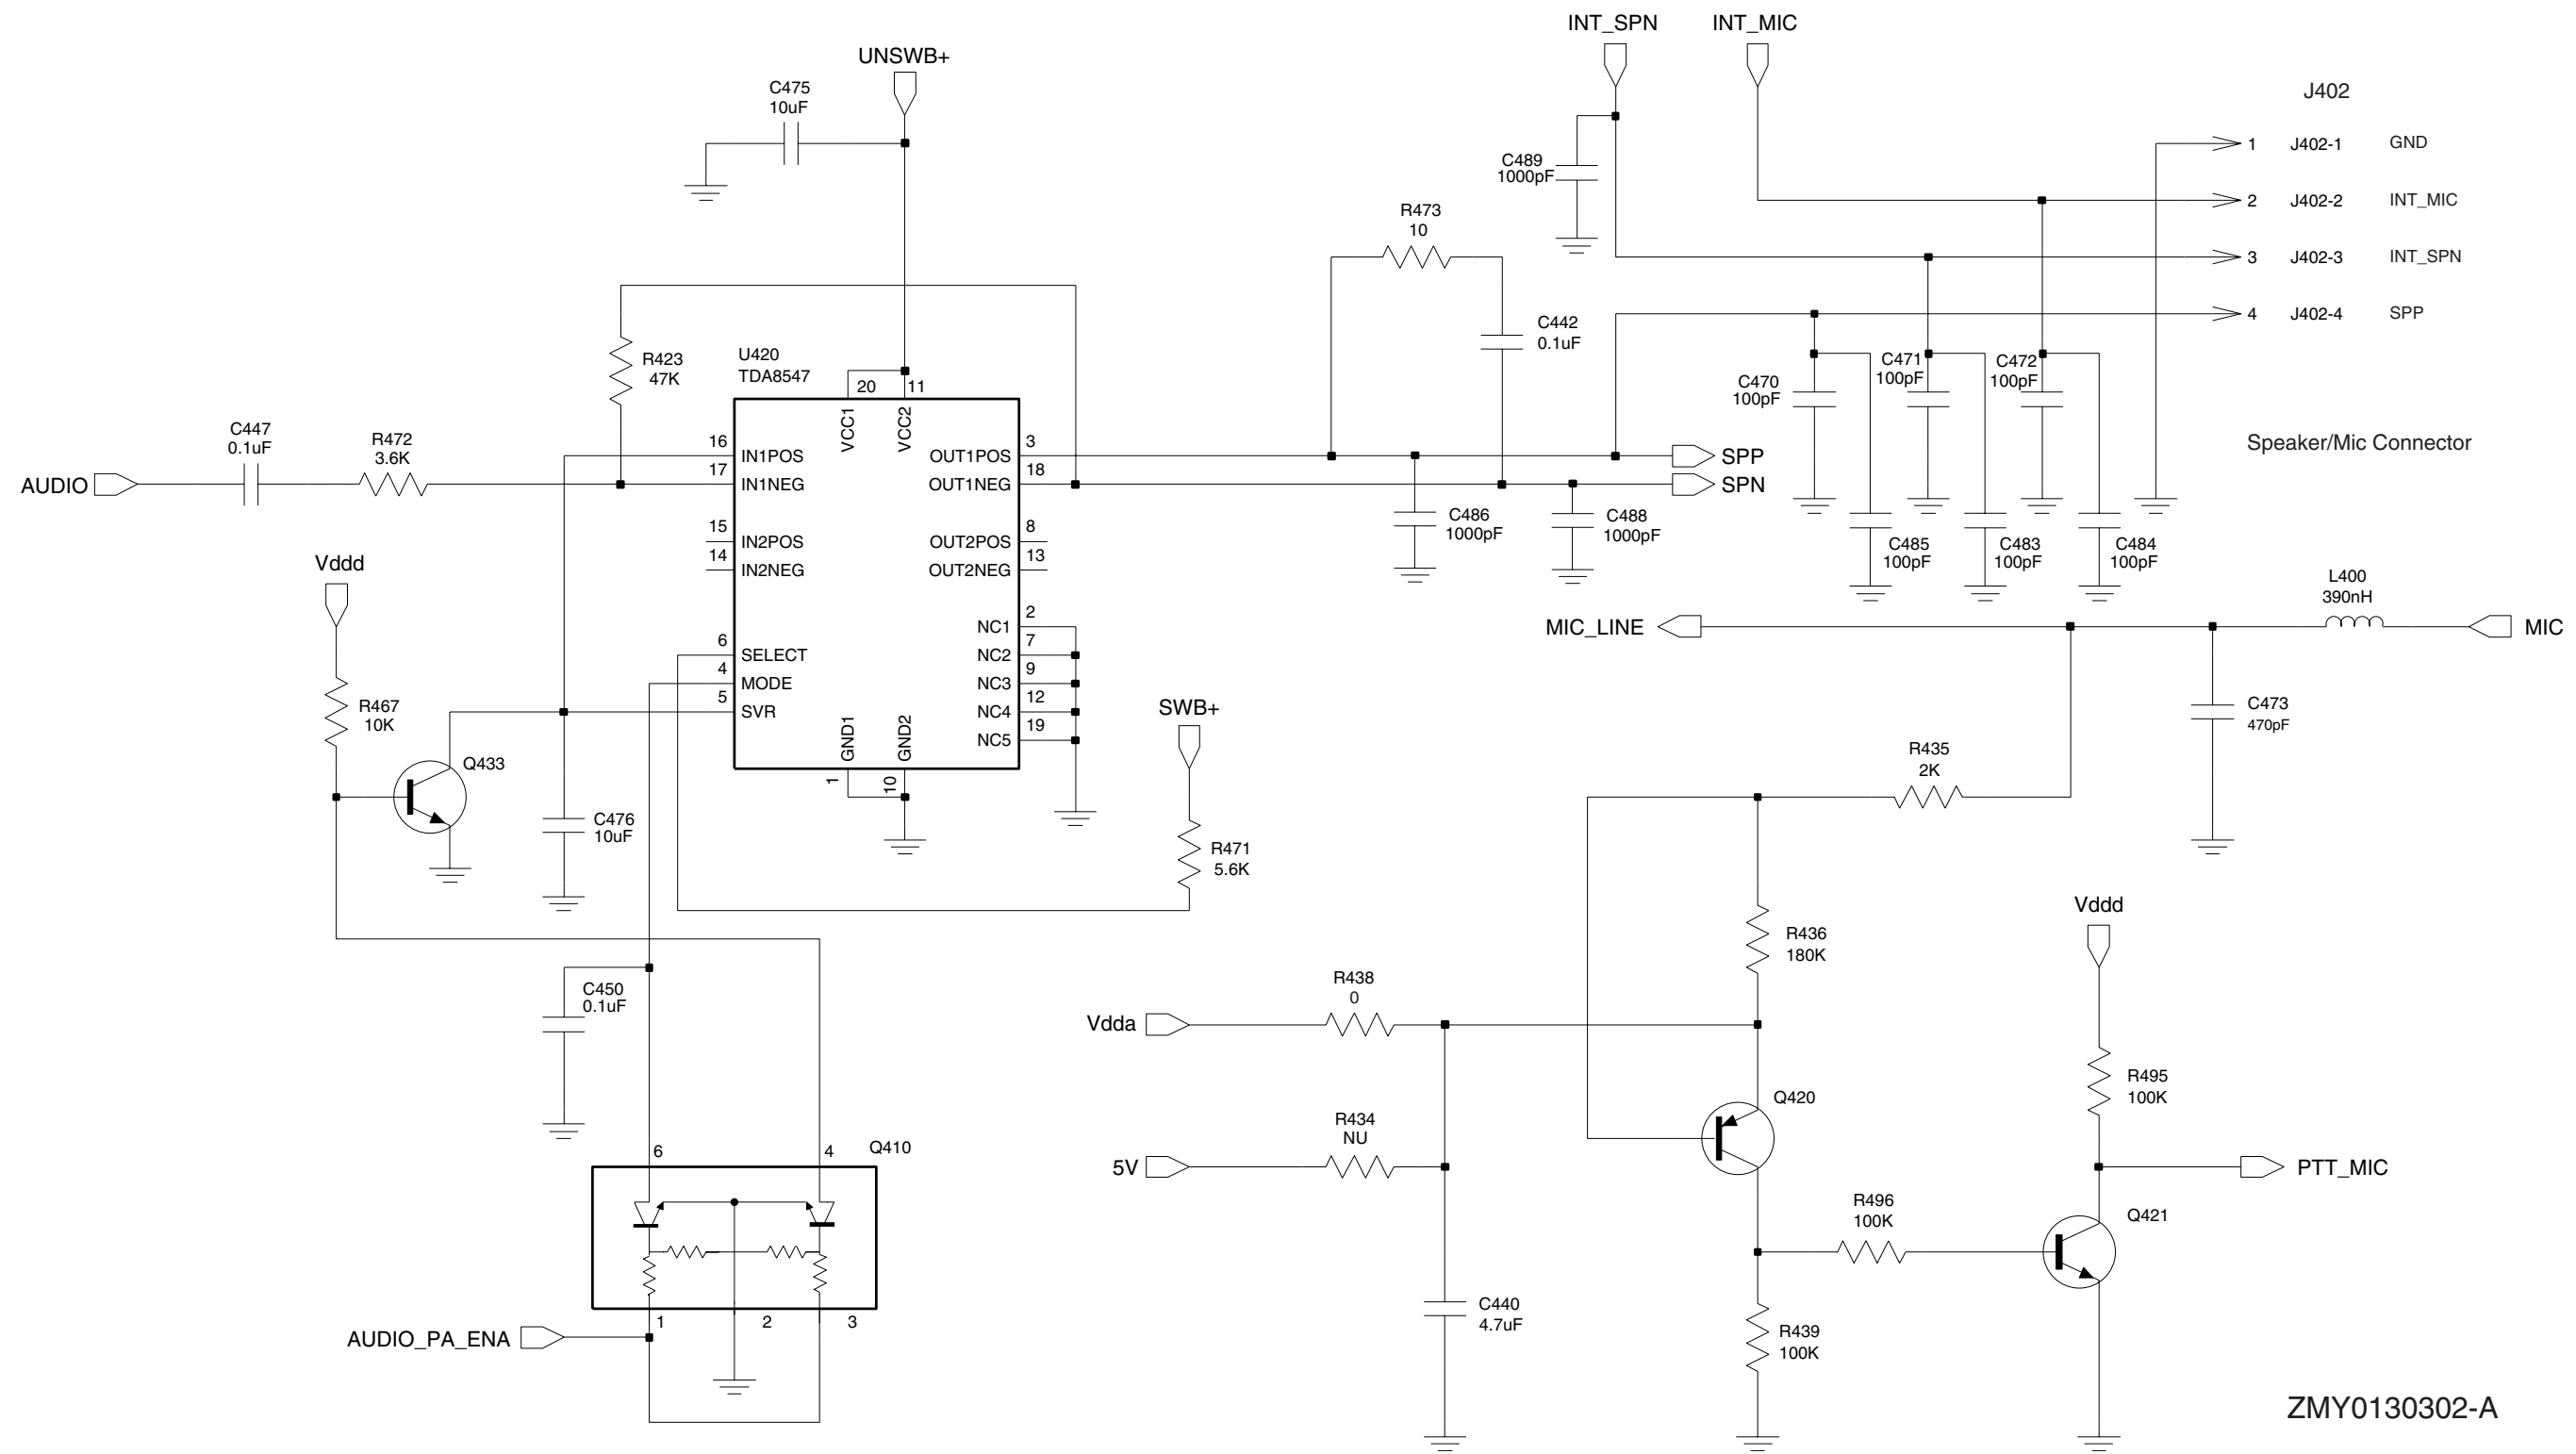 INT_SPN
INT_MIC
UNSWB+
C475
10uF
J402
1 J402-1 GND
2 J402-2 INT_MIC
3 J402-3 INT_SPN
4 J402-4 SPP
Speaker/Mic Connector
C489
1000pF
R473
10
C442
0.1uF
R423
47K
U420
TDA8547
20
11
VCC1
VCC2
C447
0.1uF
R472
3.6K
AUDIO
16
IN1POS
17
IN1NEG
15
IN2POS
14
IN2NEG
6
SELECT
4
MODE
5
SVR
OUT1POS
3
OUT1NEG
18
OUT2POS
8
OUT2NEG
13
NC1
2
NC2
7
NC3
9
NC4
12
NC5
19
GND1
GND2
1
10
SPP
SPN
C486
1000pF
C488
1000pF
C470
100pF
C471
100pF
C472
100pF
C485
100pF
C483
100pF
C484
100pF
Vddd
R467
10K
Q433
C476
10uF
SWB+
R471
5.6K
MIC_LINE
L400
390nH
MIC
C473
470pF
R435
2K
R436
180K
C450
0.1uF
R438
0
Vdda
R434
NU
5V
Q420
Vddd
R495
100K
PTT_MIC
R496
100K
Q421
6
4
Q410
1
2
3
AUDIO_PA_ENA
C440
4.7uF
R439
100K
ZMY0130302-A